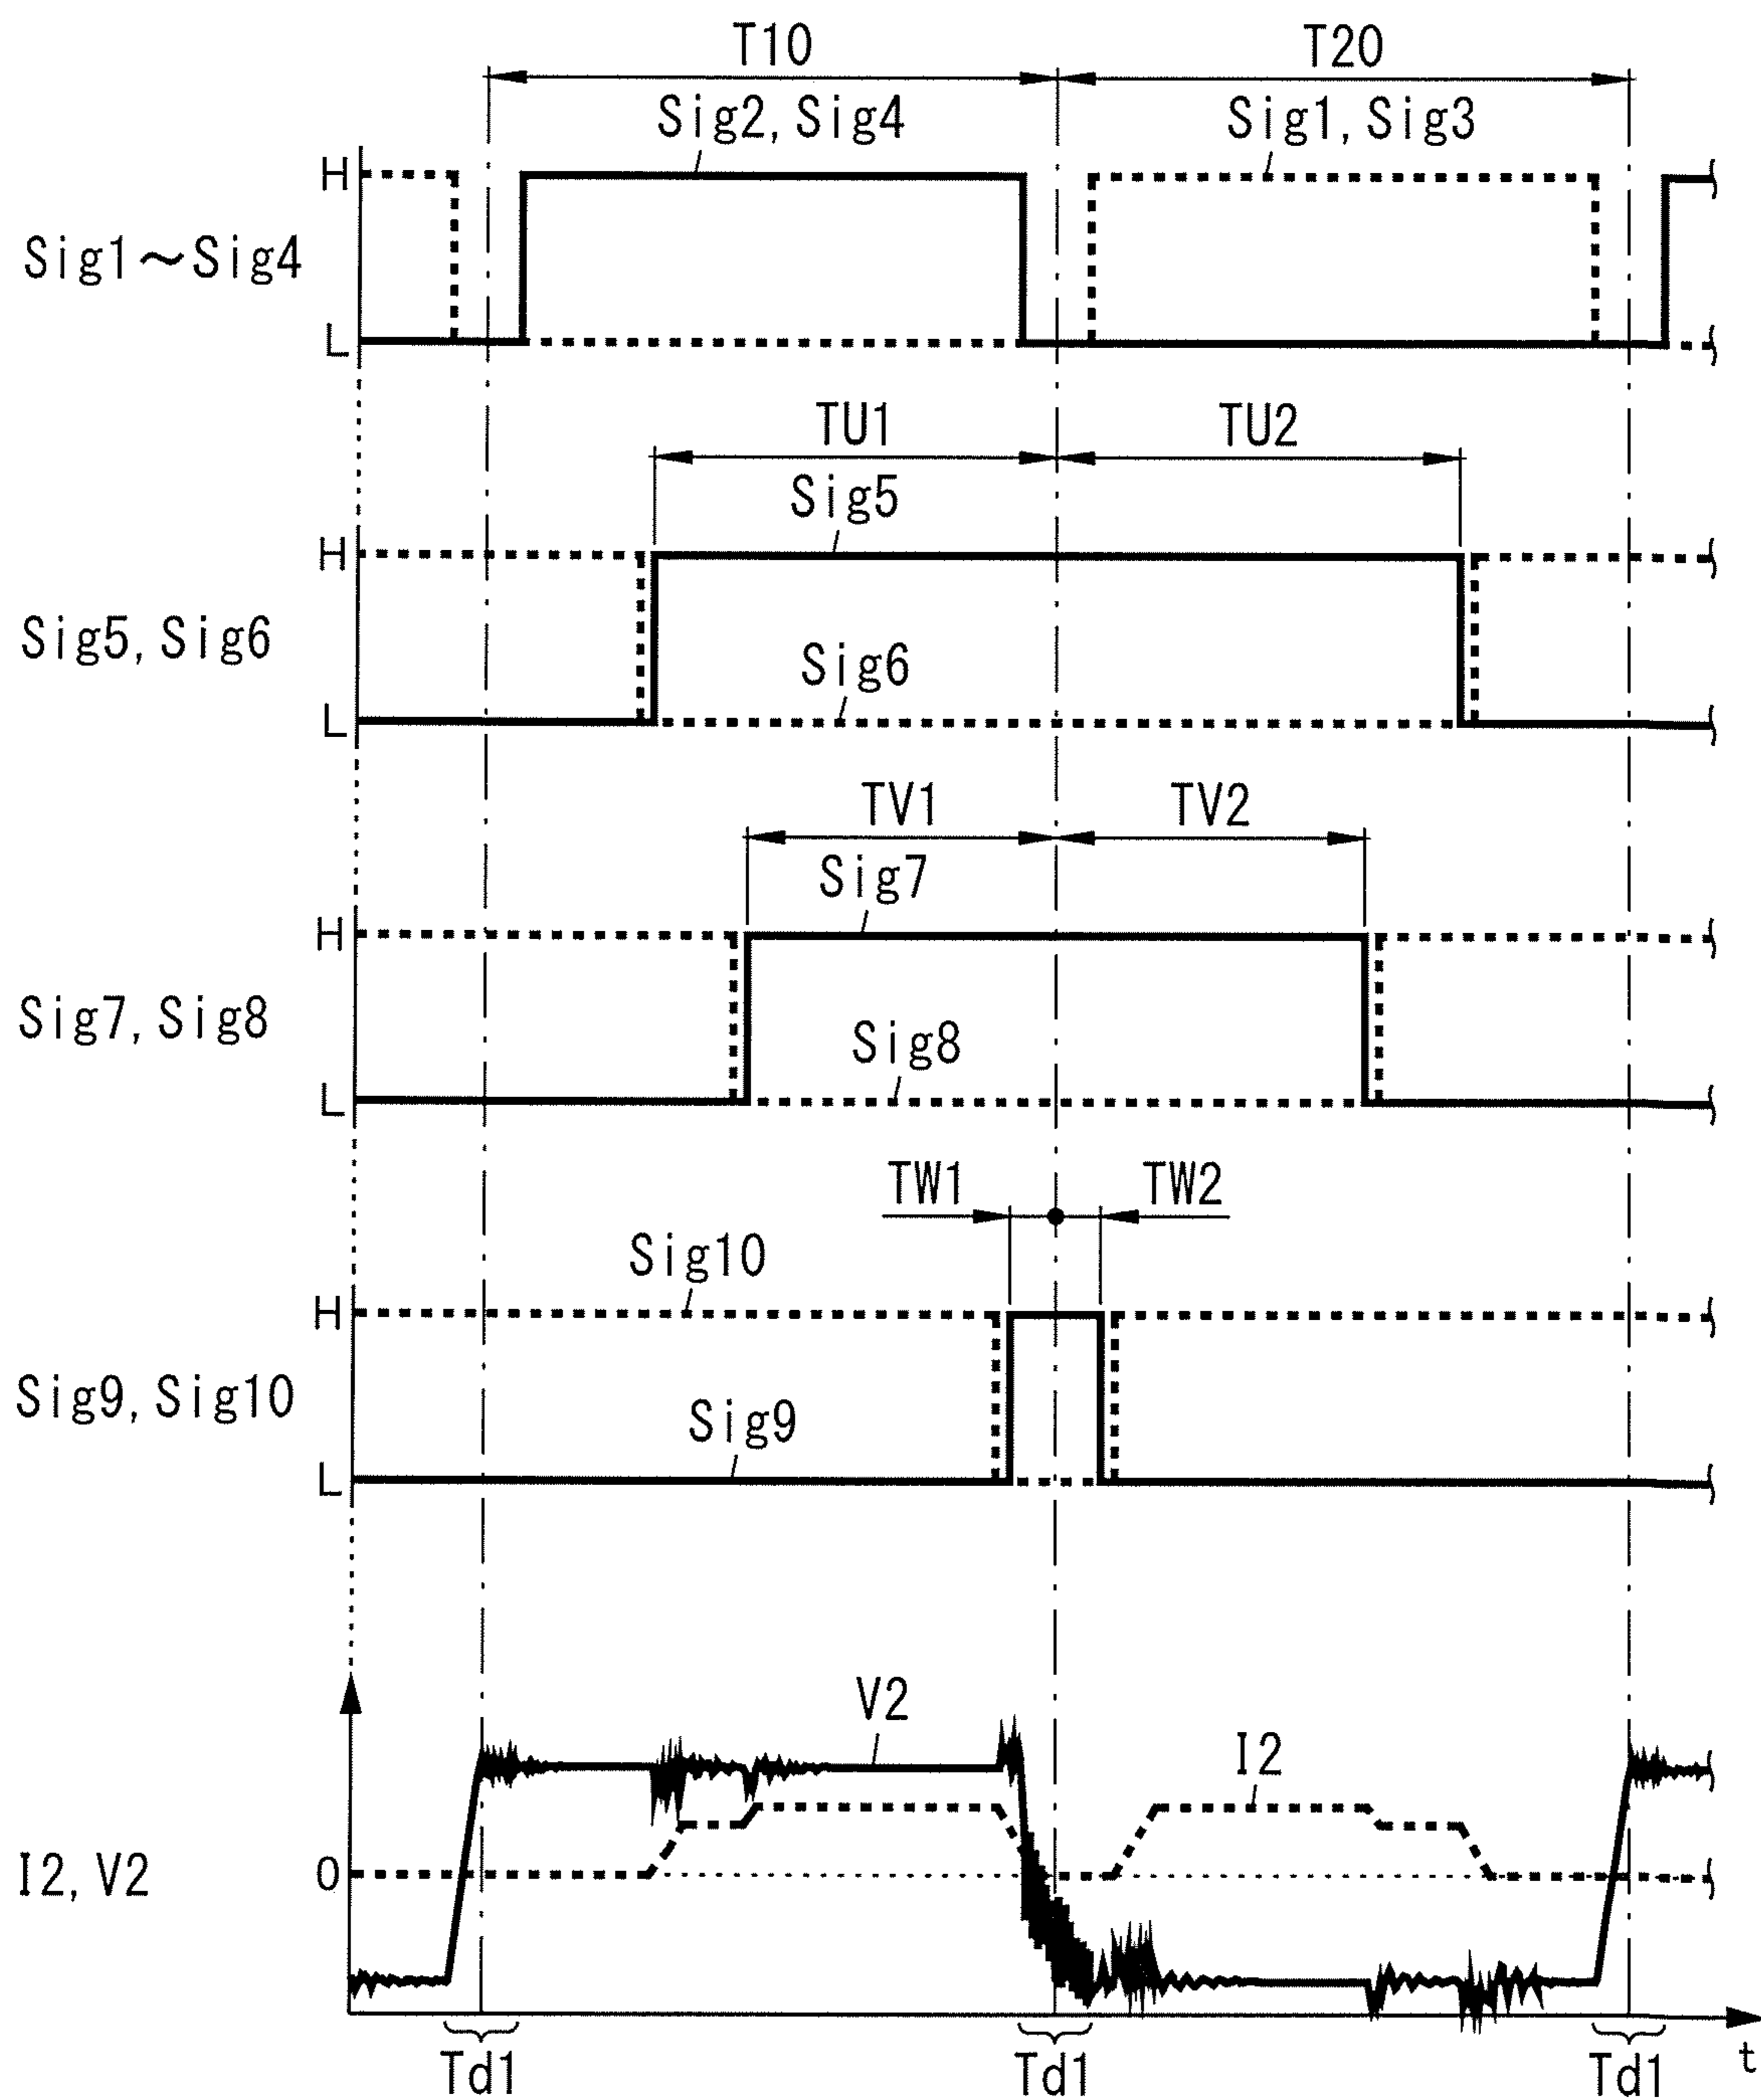 T10 T20
Sig2, Sig4 Sig1, Sig3
H
Sig1～Sig4
L
TU1 TU2
Sig5
H
Sig5, Sig6
Sig6
L
TV1 TV2
Sig7
H
Sig7, Sig8
Sig8
L
TW1 TW2
Sig10
H
Sig9, Sig10
Sig9
L
V2
I2
I2, V2
0
Td1 Td1 Td1 t